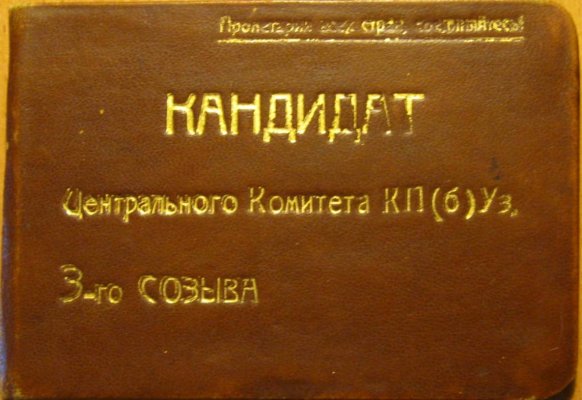 Пролетарии всех стран, соединяйтесь!
КАНДИДАТ
Центрального Комитета КП(б)Уз.
3-го СОЗЫВА